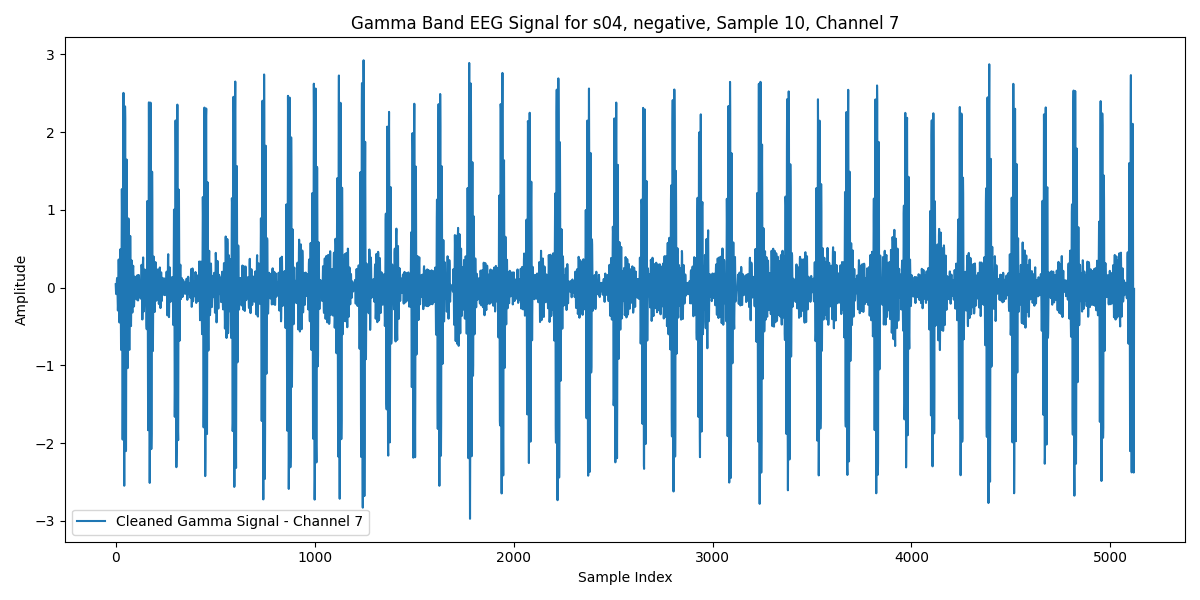 Gamma Band EEG Signal for s04, negative, Sample 10, Channel 7
3
2
1
0
−1
−2
−3
Amplitude
Cleaned Gamma Signal - Channel 7
0 1000 2000 3000 4000 5000
Sample Index